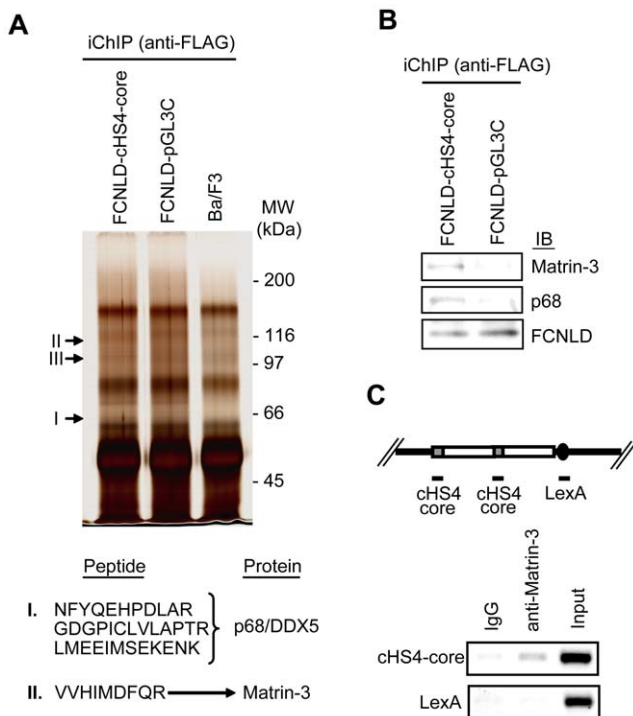 A
iChIP (anti-FLAG)
FCNLD-cHS4-core
FCNLD-pGL3C
Ba/F3
MW
(kDa)
- 200
II
- 116
III
- 97
I
- 66
- 45
Peptide Protein
I. NFYQEHPDLAR
GDGPICLVLAPTR
LMEEIMSEKENK
p68/DDX5
II. VVHIMDFQR
Matrin-3
B
iChIP (anti-FLAG)
FCNLD-cHS4-core
FCNLD-pGL3C
IB
Matrin-3
p68
FCNLD
C
cHS4
core
cHS4
core
LexA
IgG
anti-Matrin-3
Input
cHS4-core
LexA